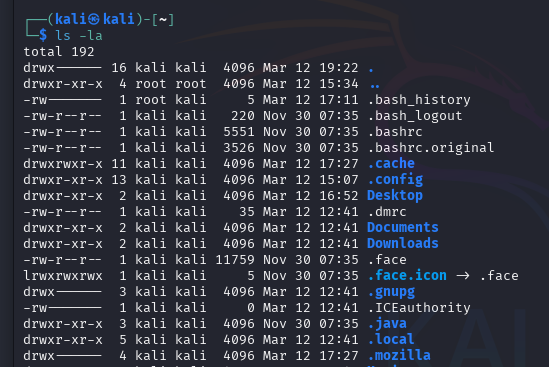 ┌──(kali㉿kali)-[~]
└─$ ls -la
total 192
drwx------ 16 kali kali  4096 Mar 12 19:22 .
drwxr-xr-x  4 root root  4096 Mar 12 15:34 ..
-rw-------  1 root kali     5 Mar 12 17:11 .bash_history
-rw-r--r--  1 kali kali   220 Nov 30 07:35 .bash_logout
-rw-r--r--  1 kali kali  5551 Nov 30 07:35 .bashrc
-rw-r--r--  1 kali kali  3526 Nov 30 07:35 .bashrc.original
drwxrwxr-x 11 kali kali  4096 Mar 12 17:27 .cache
drwxr-xr-x 13 kali kali  4096 Mar 12 15:07 .config
drwxr-xr-x  2 kali kali  4096 Mar 12 16:52 Desktop
-rw-r--r--  1 kali kali    35 Mar 12 12:41 .dmrc
drwxr-xr-x  2 kali kali  4096 Mar 12 12:41 Documents
drwxr-xr-x  2 kali kali  4096 Mar 12 12:41 Downloads
-rw-r--r--  1 kali kali 11759 Nov 30 07:35 .face
lrwxrwxrwx  1 kali kali     5 Nov 30 07:35 .face.icon -> .face
drwx------  3 kali kali  4096 Mar 12 12:41 .gnupg
-rw-------  1 kali kali     0 Mar 12 12:41 .ICEauthority
drwxr-xr-x  3 kali kali  4096 Nov 30 07:35 .java
drwxr-xr-x  5 kali kali  4096 Mar 12 12:41 .local
drwx------  4 kali kali  4096 Mar 12 17:27 .mozilla